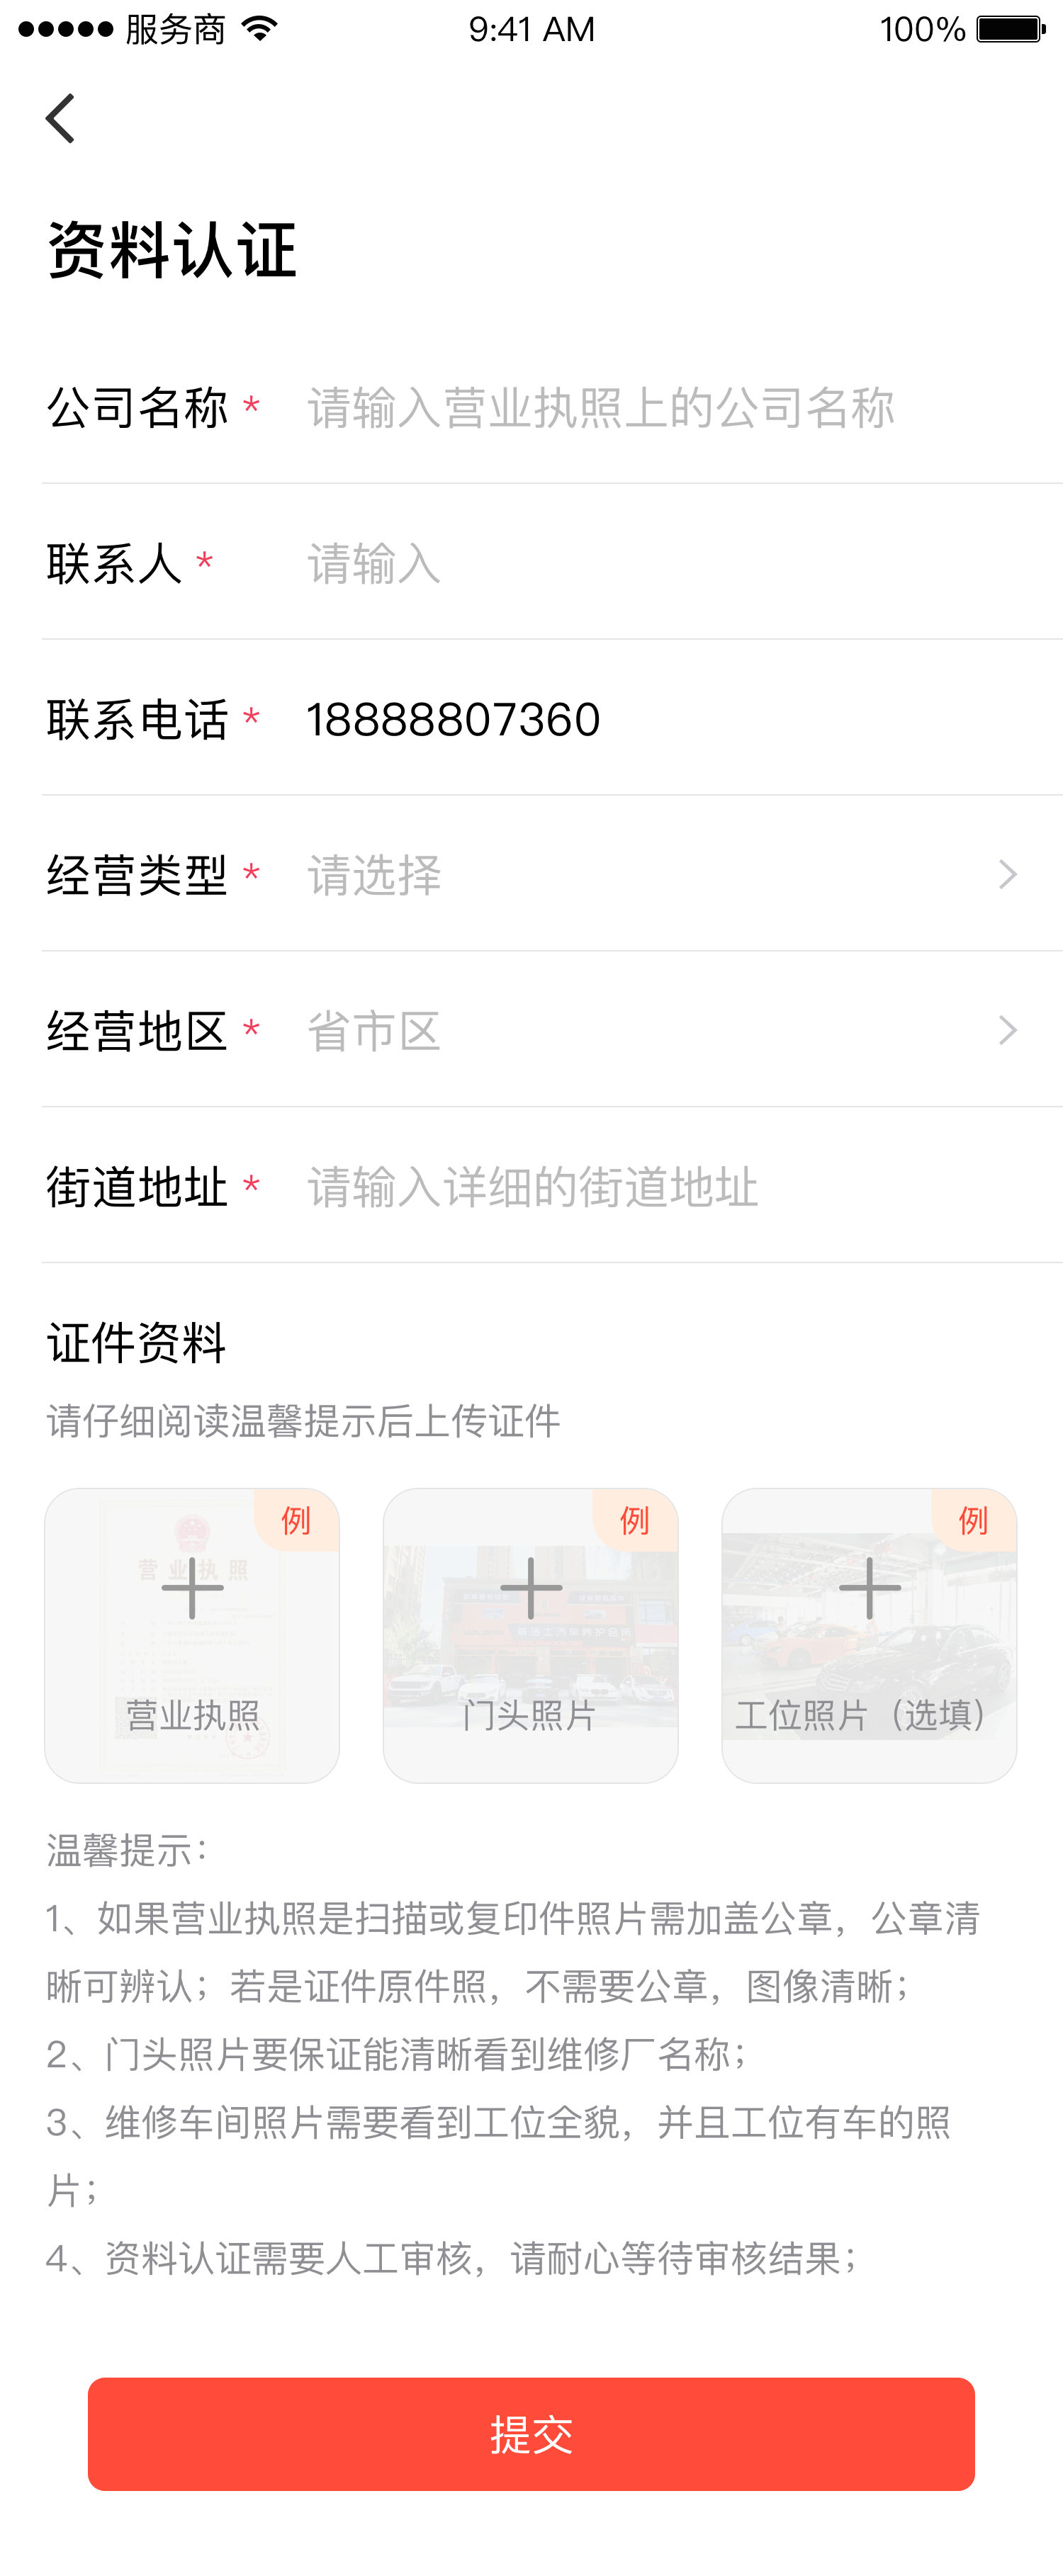 服务商 9:41 AM 100%
资料认证
公司名称 * 请输入营业执照上的公司名称
联系人 * 请输入
联系电话 * 18888807360
经营类型 * 请选择
经营地区 * 省市区
街道地址 * 请输入详细的街道地址
证件资料
请仔细阅读温馨提示后上传证件
例 例 例
营业执照
营业执照 门头照片 工位照片（选填）
温馨提示：
1、如果营业执照是扫描或复印件照片需加盖公章，公章清
晰可辨认；若是证件原件照，不需要公章，图像清晰；
2、门头照片要保证能清晰看到维修厂名称；
3、维修车间照片需要看到工位全貌，并且工位有车的照
片；
4、资料认证需要人工审核，请耐心等待审核结果；
提交